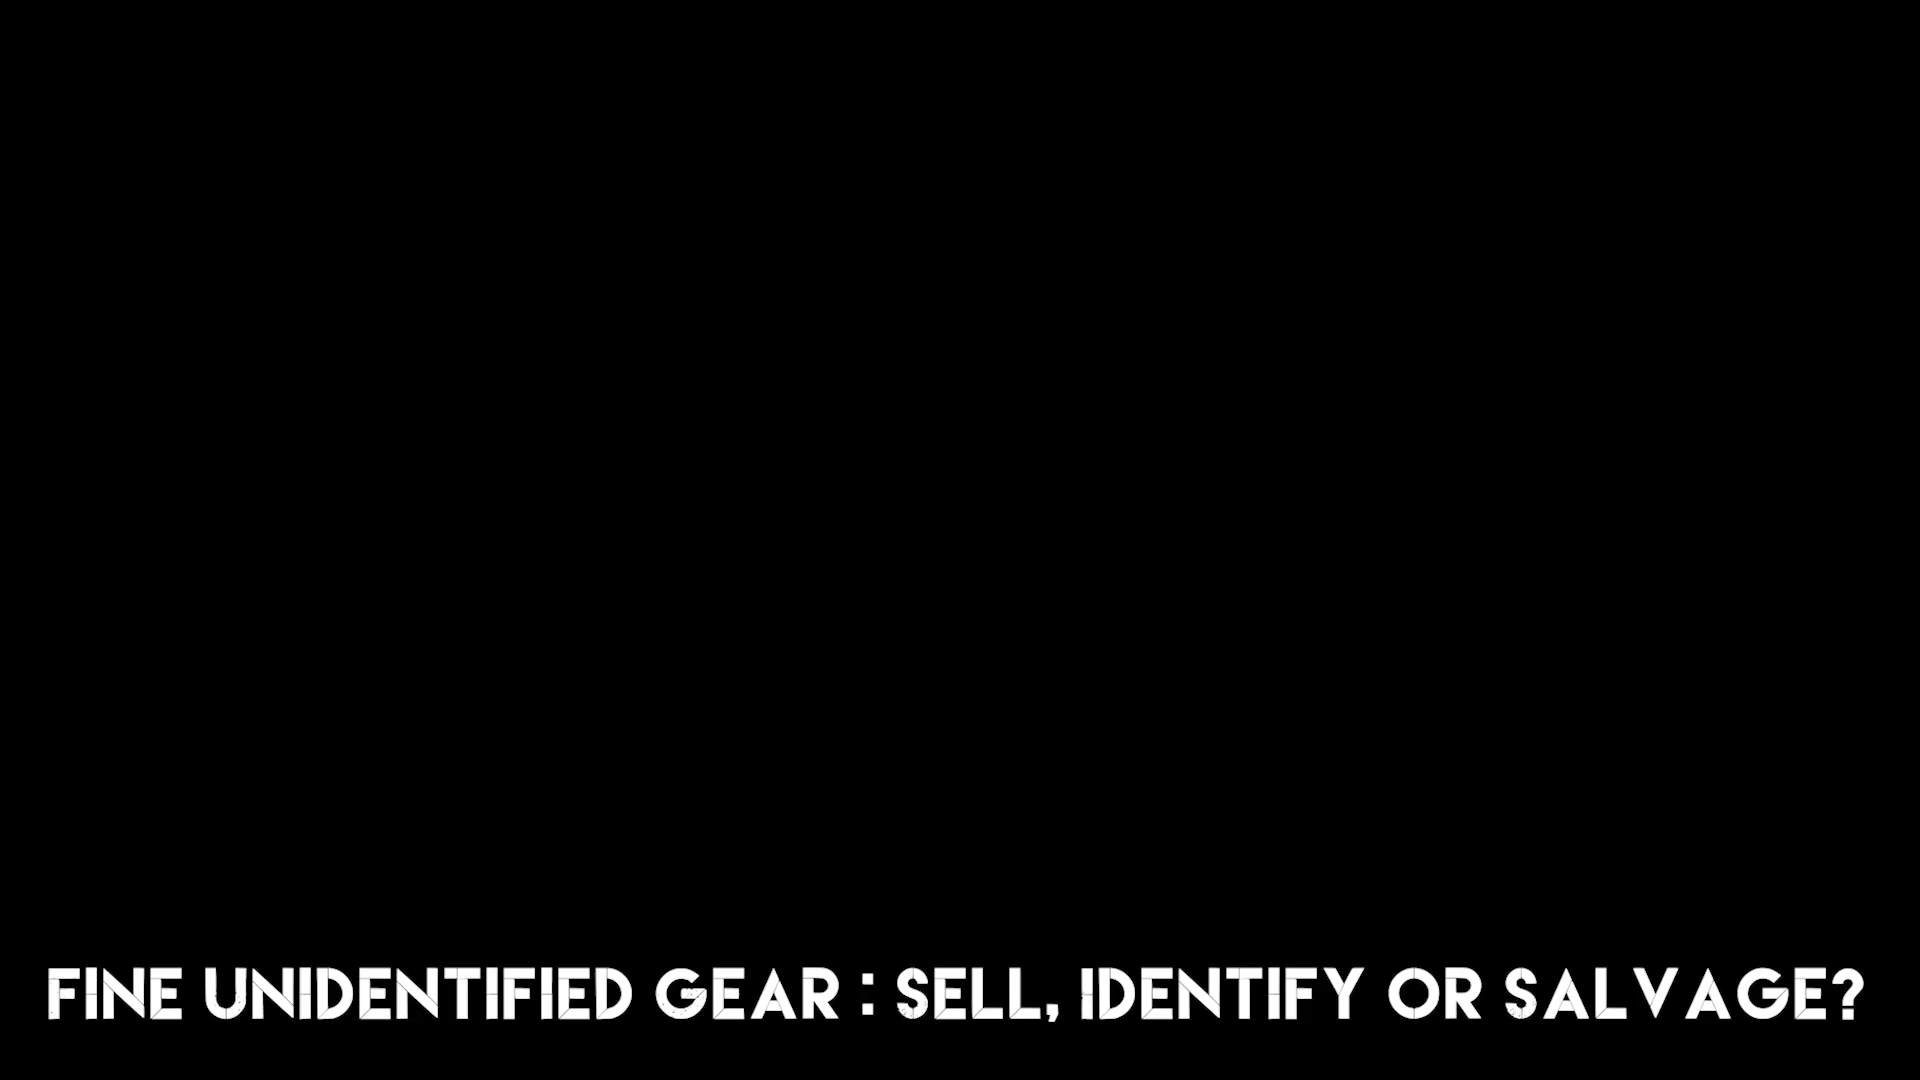 FINE UNIDENTIFIED GEAR : SELL, IDENTIFY OR SALVAGE?